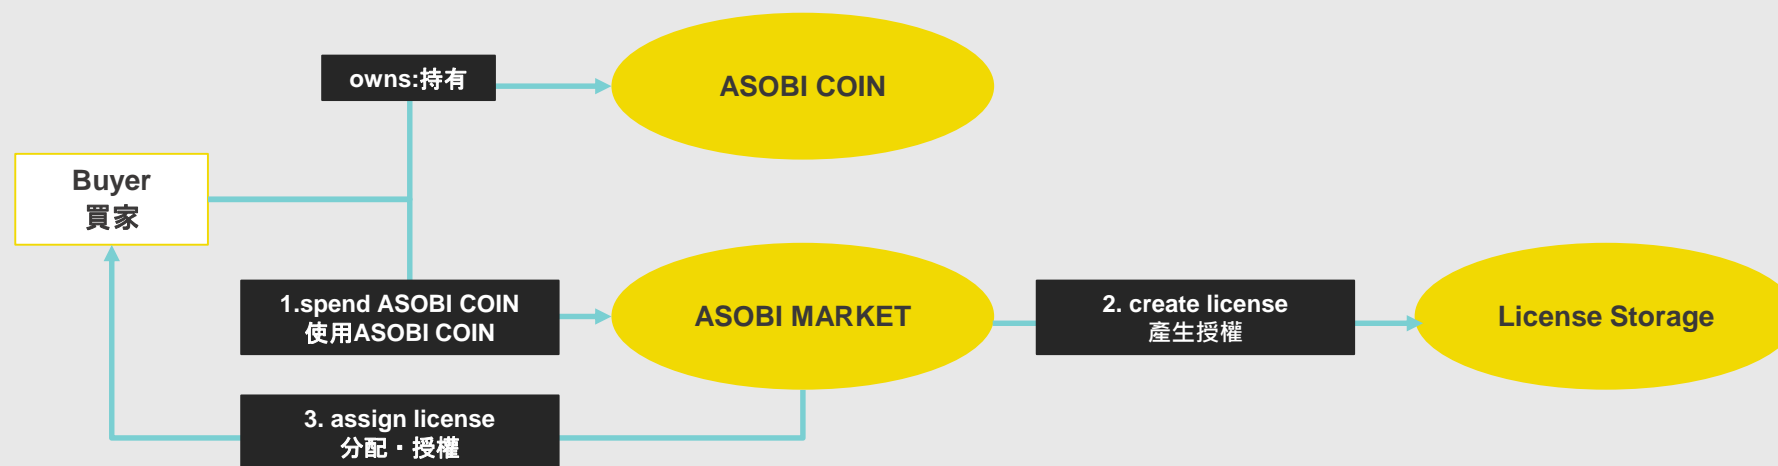 owns:持有
ASOBI COIN
Buyer
買家
1.spend ASOBI COIN
使用ASOBI COIN
ASOBI MARKET
2. create license
產生授權
License Storage
3. assign license
分配・授權